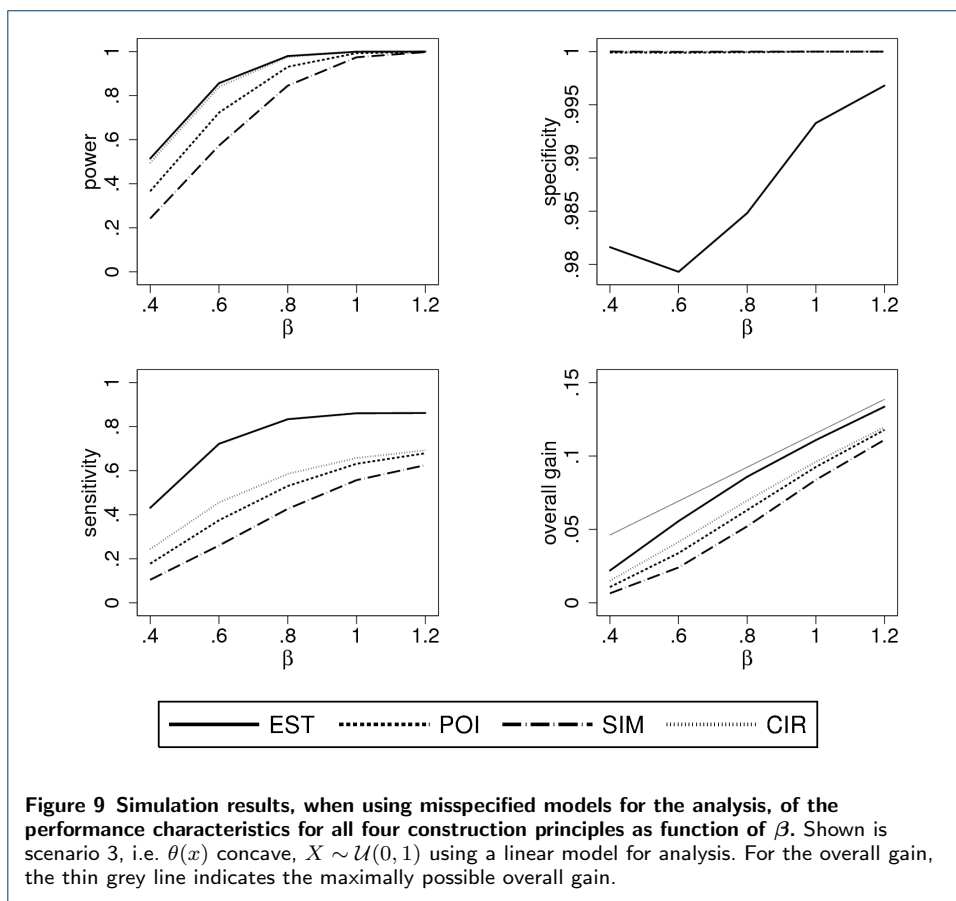 1
.8
.6
.4
.2
0
power
.4 .6 .8 1 1.2
β
1
.995
.99
.985
.98
specificity
.4 .6 .8 1 1.2
β
1
.8
.6
.4
.2
0
sensitivity
.4 .6 .8 1 1.2
β
.15
.1
.05
0
overall gain
.4 .6 .8 1 1.2
β
EST POI SIM CIR
Figure 9 Simulation results, when using misspecified models for the analysis, of the
performance characteristics for all four construction principles as function of β. Shown is
scenario 3, i.e. θ(x) concave, X ∼ U(0, 1) using a linear model for analysis. For the overall gain,
the thin grey line indicates the maximally possible overall gain.